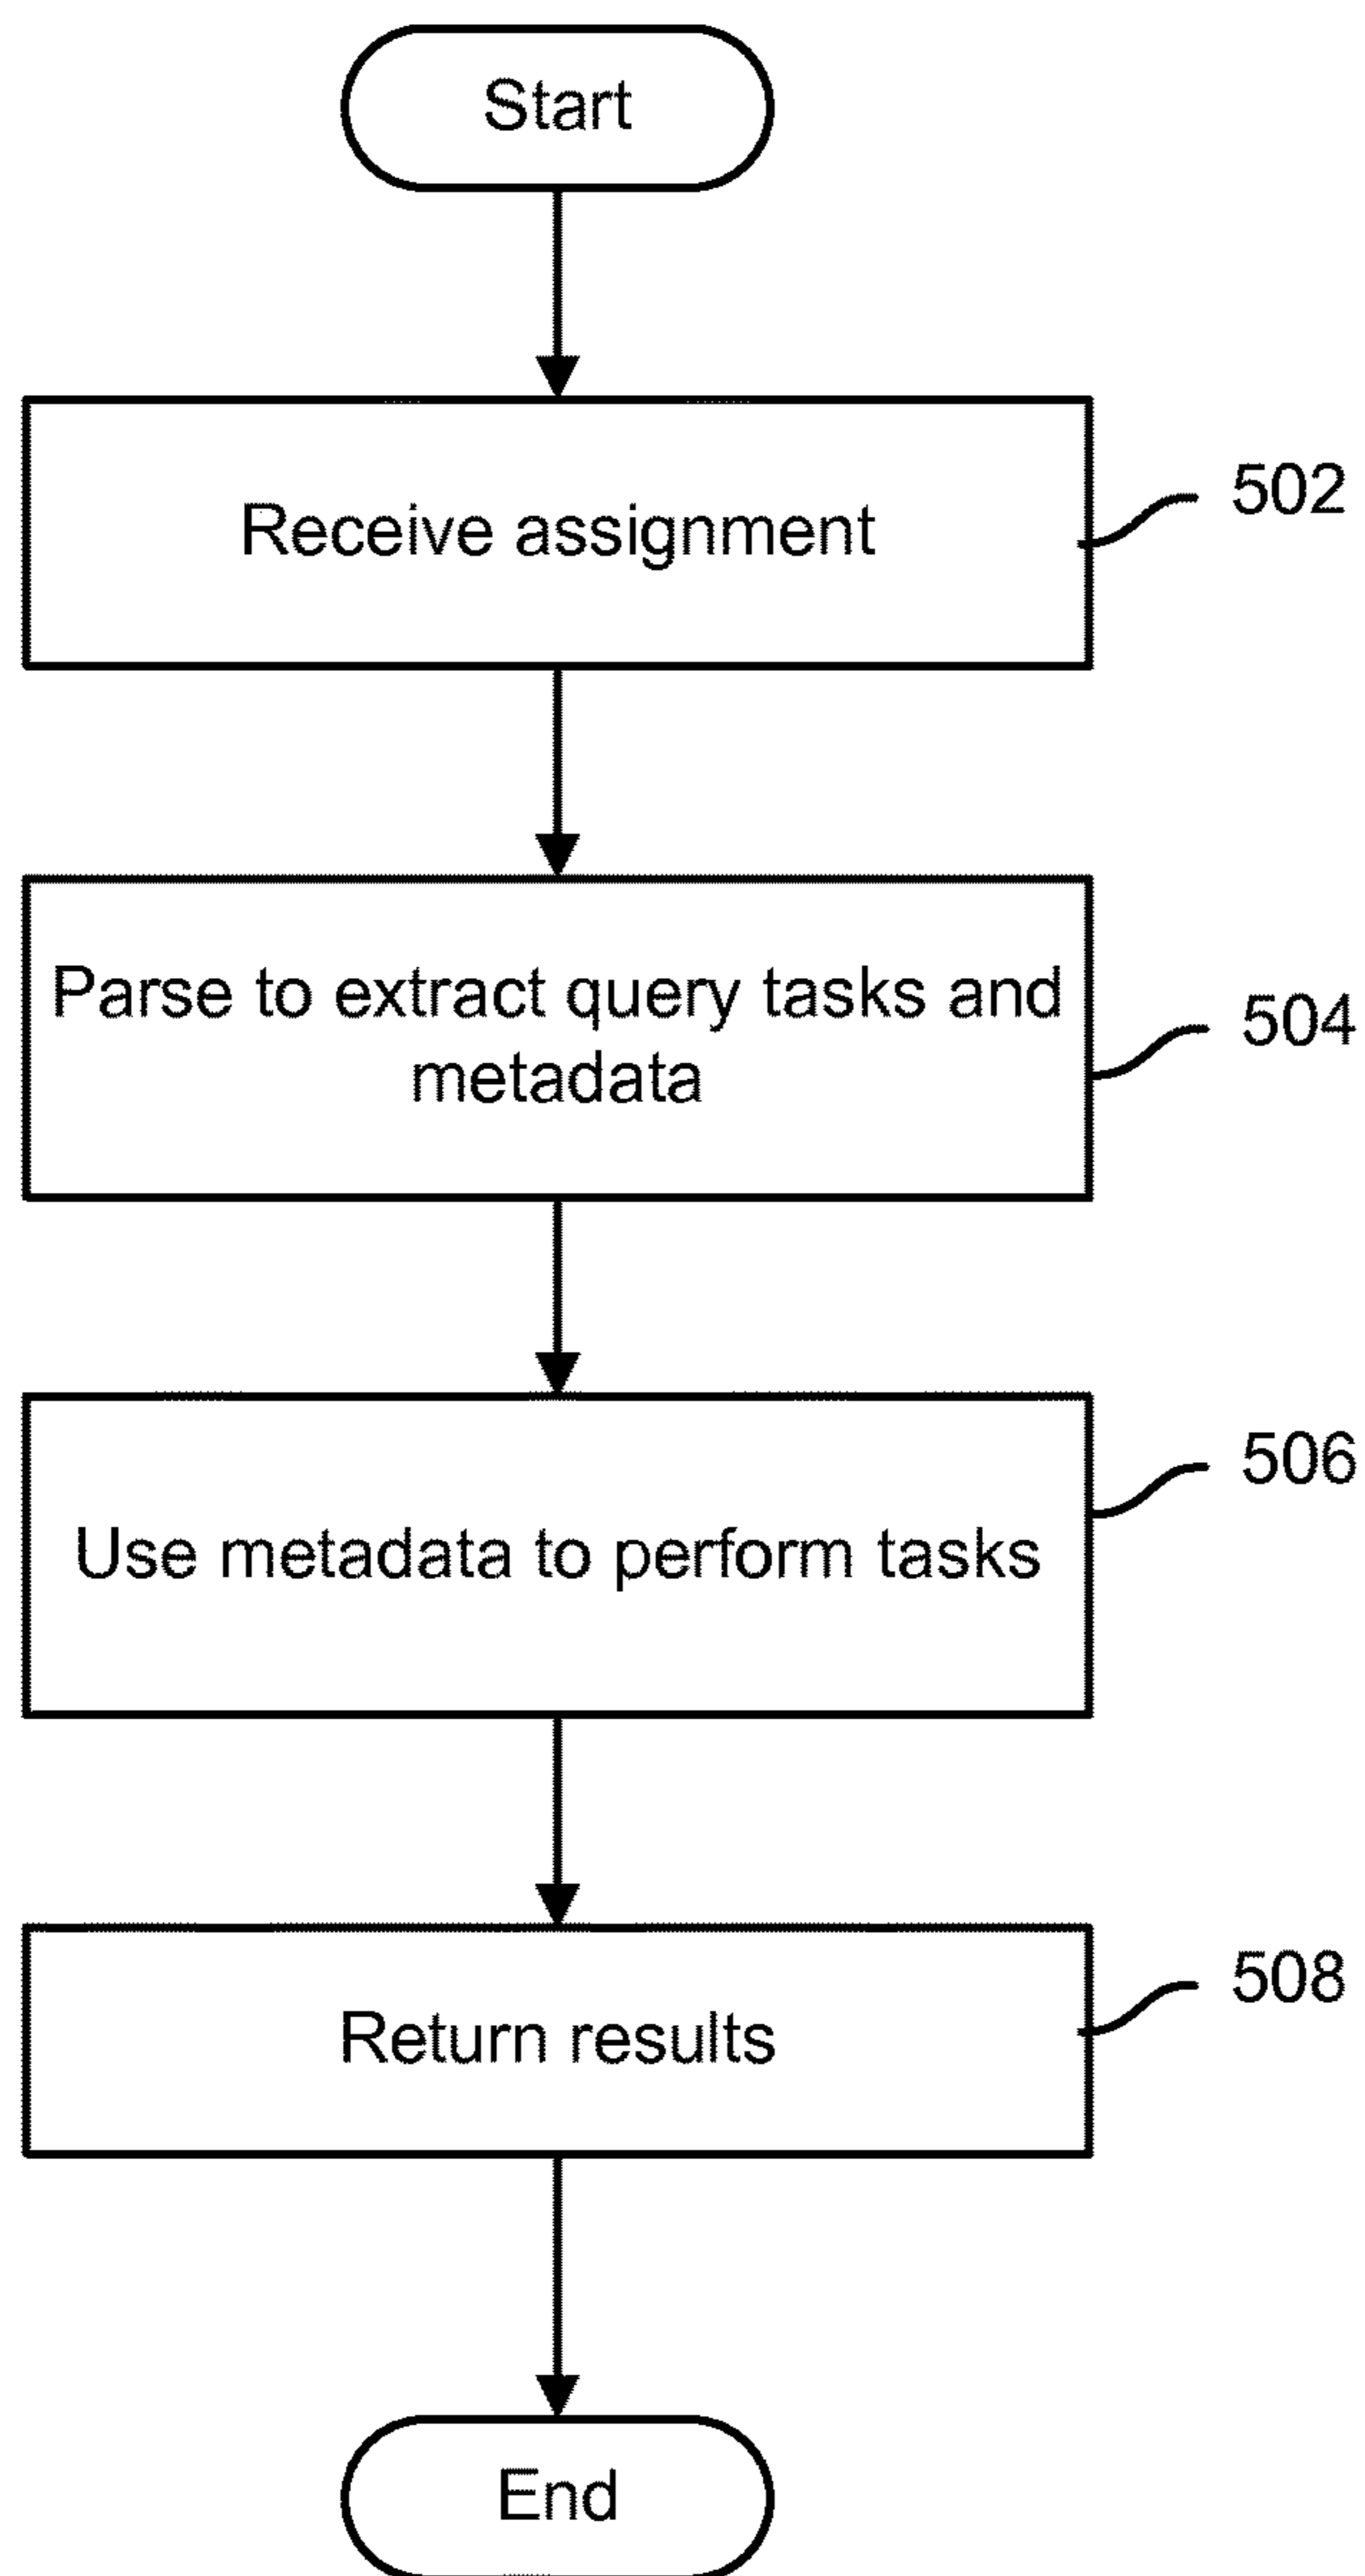 Start
Receive assignment
502
Parse to extract query tasks and
metadata
504
Use metadata to perform tasks
506
Return results
508
End